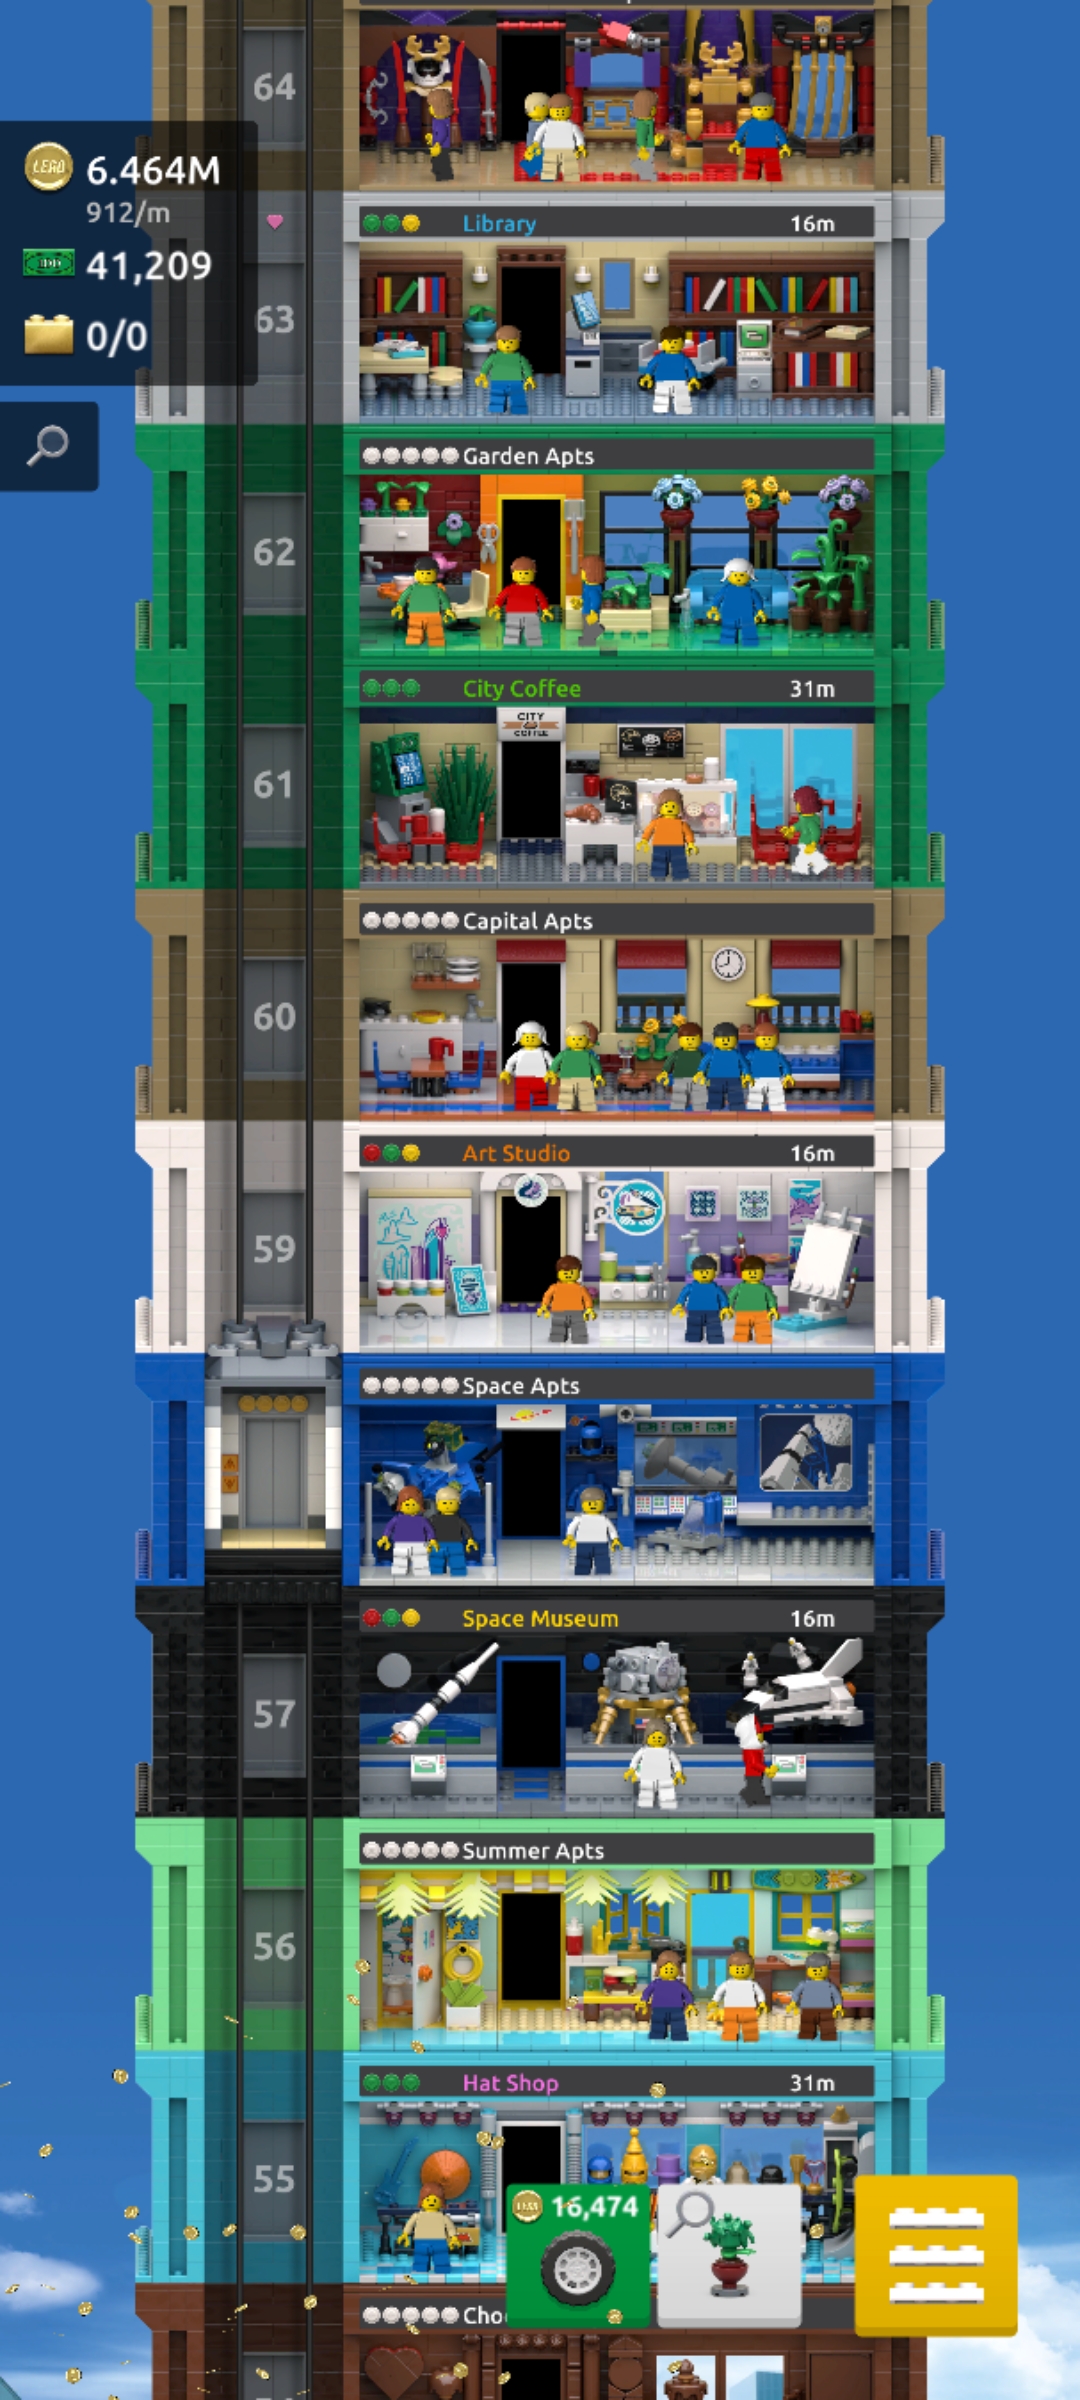 64
LEGO 6.464M
912/m
41,209
0/0
Library 16m
63
Garden Apts
62
City Coffee 31m
CITY
COFFEE
61
Capital Apts
60
Art Studio 16m
59
Space Apts
Space Museum 16m
57
Summer Apts
56
Hat Shop 31m
55
LEGO 16,474
Cho